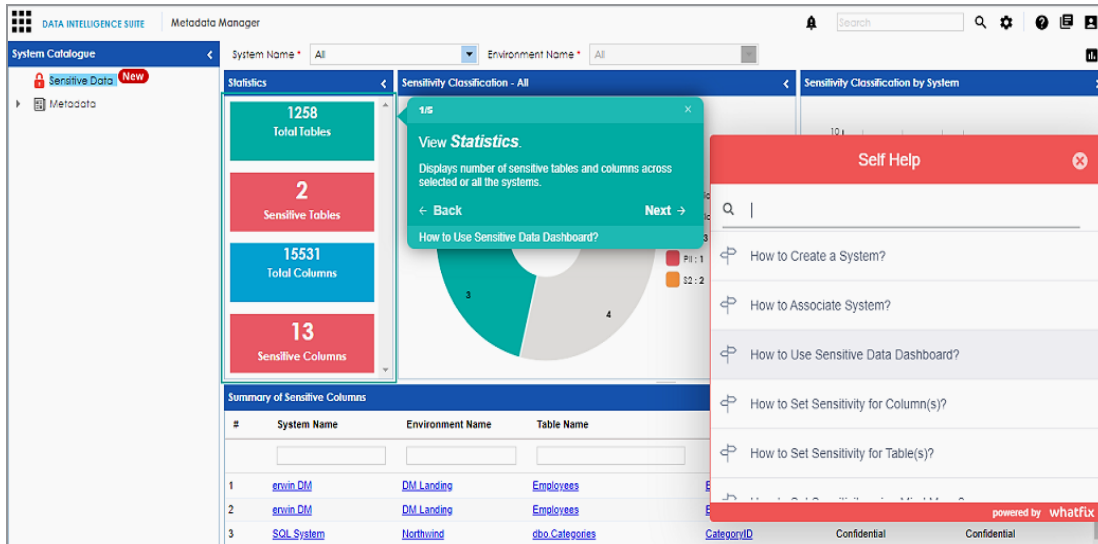 DATA INTELLIGENCE SUITE Metadata Manager Search
System Catalogue
Sensitive Data New
Metadata
System Name * All Environment Name * All
Statistics
1258
Total Tables
2
Sensitive Tables
15531
Total Columns
13
Sensitive Columns
Sensitivity Classification - All
Sensitivity Classification by System
10
1/5
View Statistics.
Displays number of sensitive tables and columns across
selected or all the systems.
← Back Next →
How to Use Sensitive Data Dashboard?
3
PII : 1
S2 : 2
3
4
Self Help
How to Create a System?
How to Associate System?
How to Use Sensitive Data Dashboard?
How to Set Sensitivity for Column(s)?
How to Set Sensitivity for Table(s)?
powered by whatfix
Summary of Sensitive Columns
# System Name Environment Name Table Name
1 erwin DM DM Landing Employees
2 erwin DM DM Landing Employees
3 SQL System Northwind dbo.Categories CategoryID Confidential Confidential